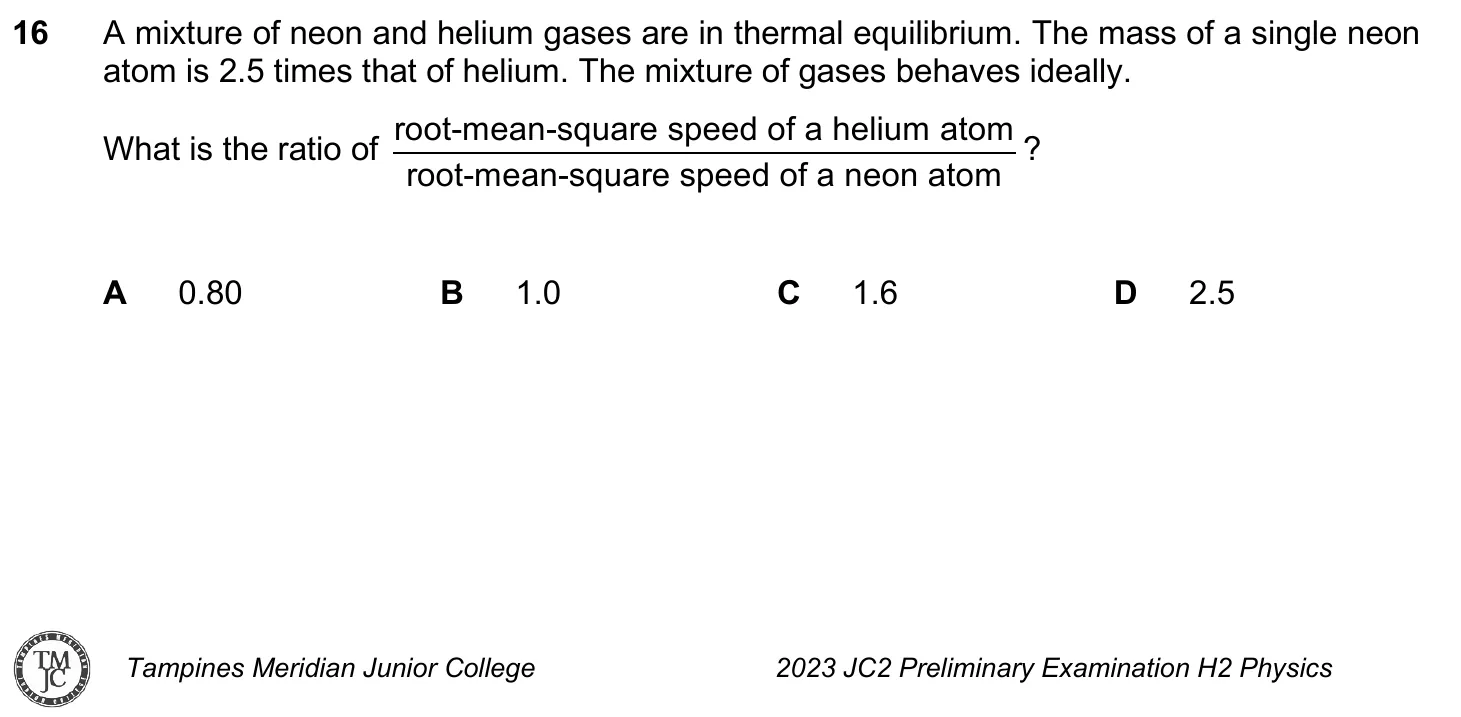 16 A mixture of neon and helium gases are in thermal equilibrium. The mass of a single neon
atom is 2.5 times that of helium. The mixture of gases behaves ideally.
What is the ratio of root-mean-square speed of a helium atom
root-mean-square speed of a neon atom ?
A 0.80 B 1.0 C 1.6 D 2.5
TM
JC
Tampines Meridian Junior College 2023 JC2 Preliminary Examination H2 Physics